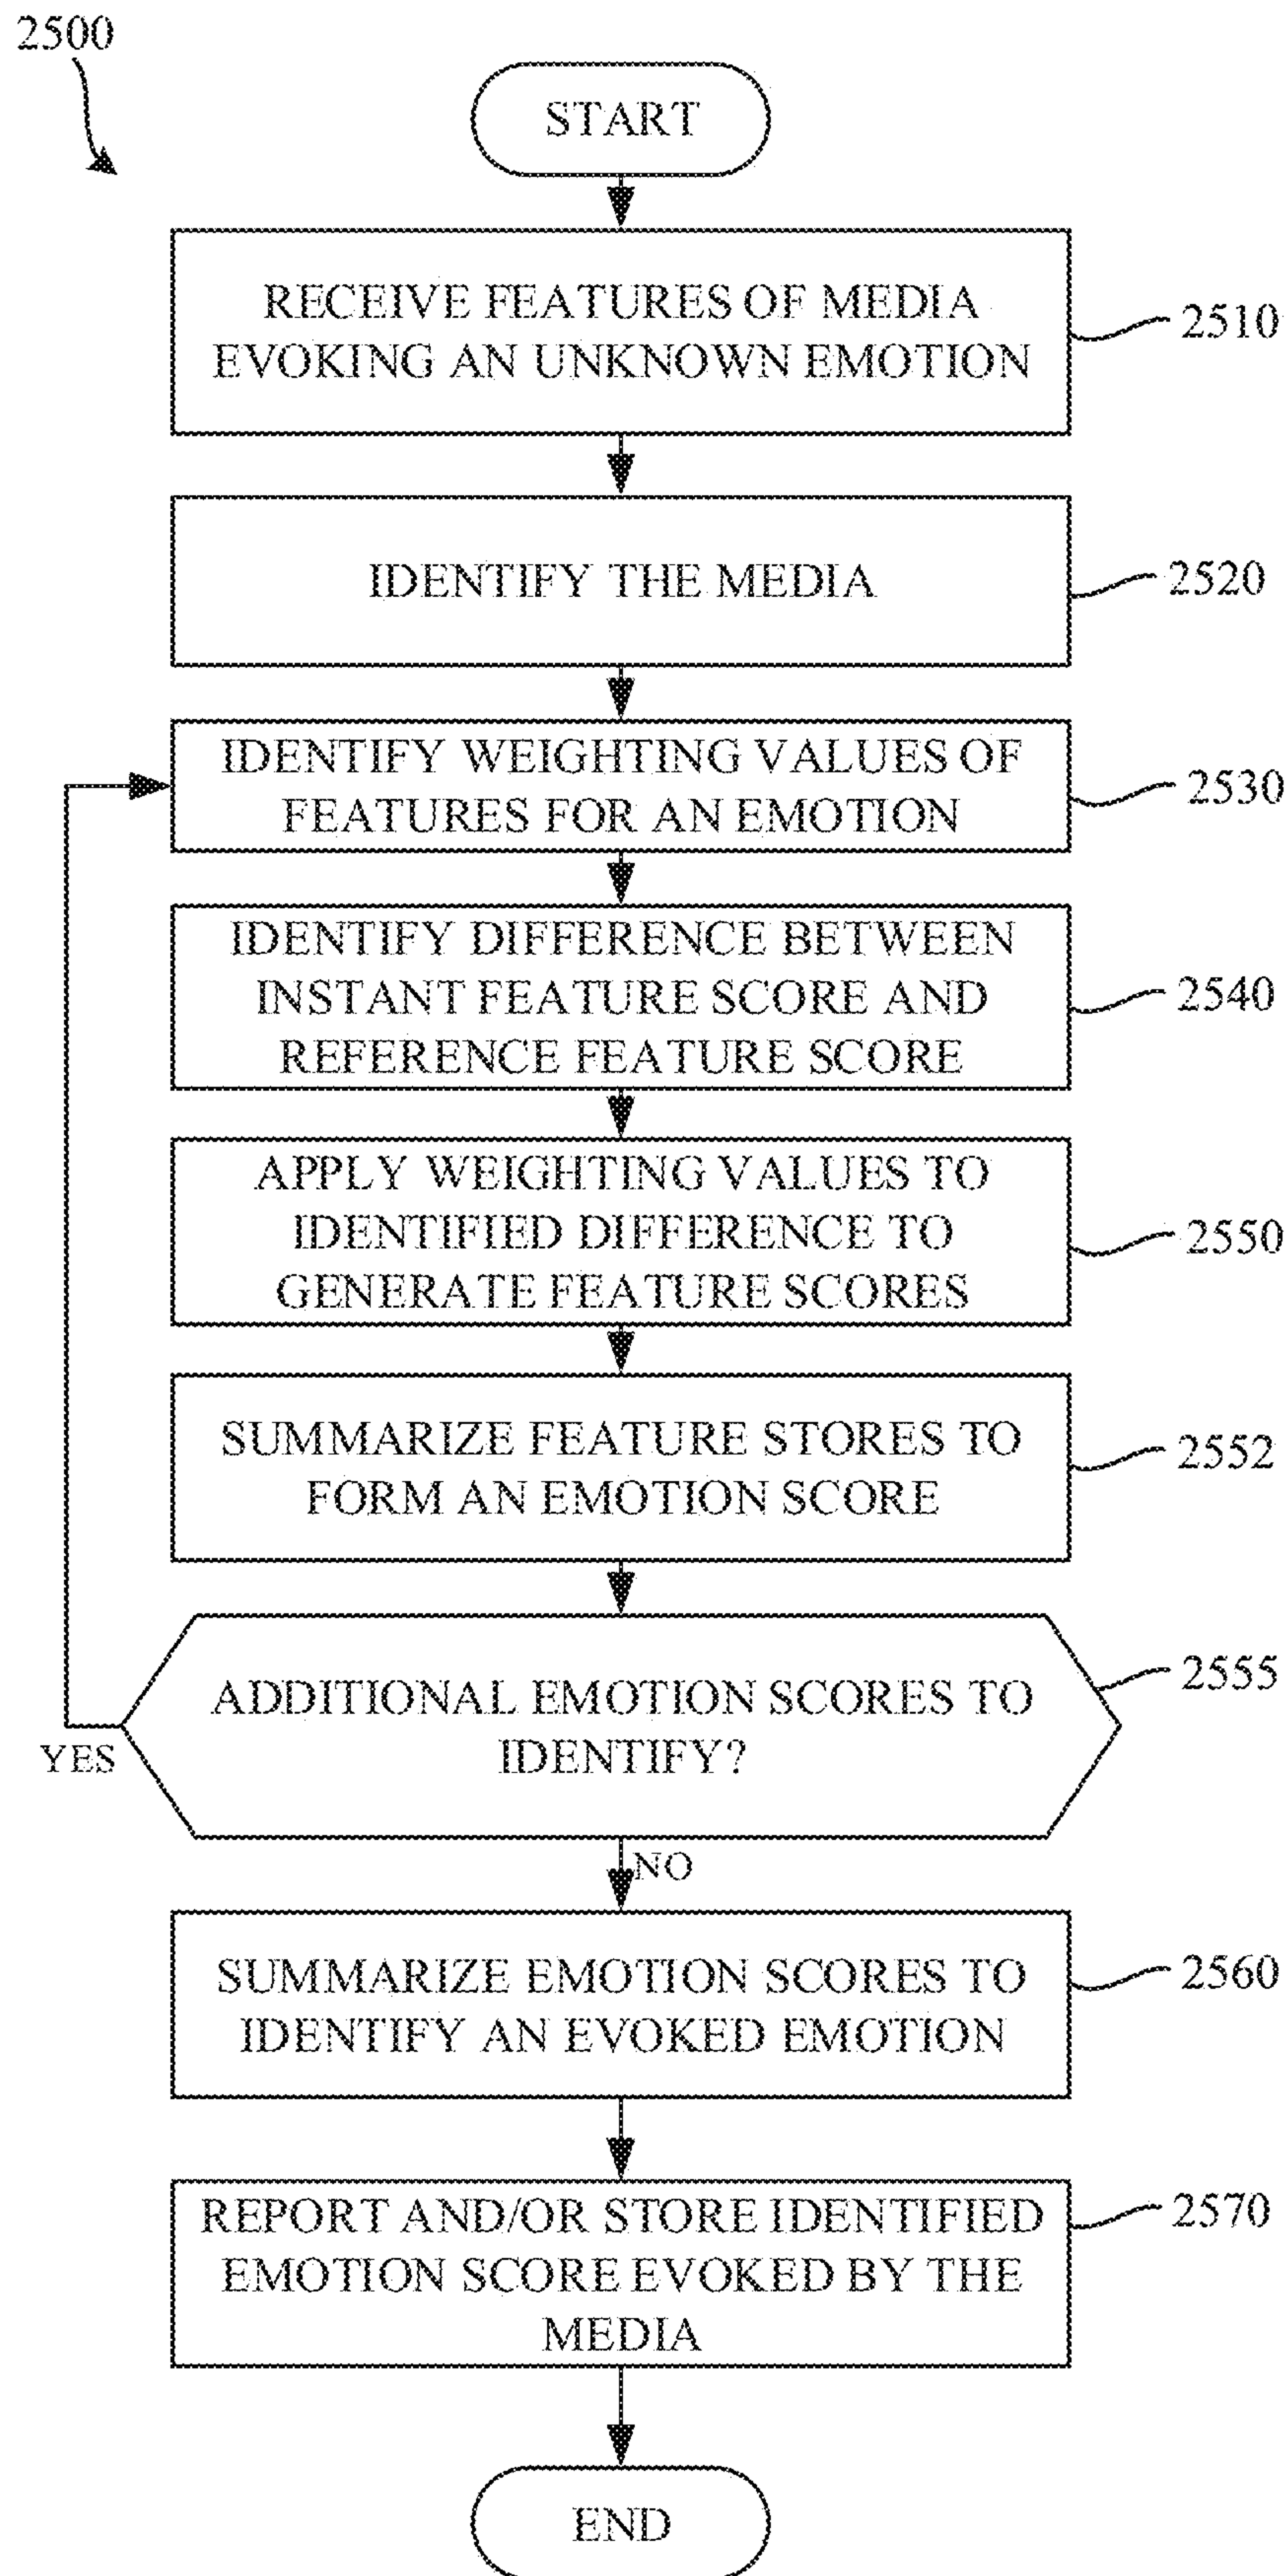 2500
START
RECEIVE FEATURES OF MEDIA
EVOKING AN UNKNOWN EMOTION
2510
IDENTIFY THE MEDIA
2520
IDENTIFY WEIGHTING VALUES OF
FEATURES FOR AN EMOTION
2530
IDENTIFY DIFFERENCE BETWEEN
INSTANT FEATURE SCORE AND
REFERENCE FEATURE SCORE
2540
APPLY WEIGHTING VALUES TO
IDENTIFIED DIFFERENCE TO
GENERATE FEATURE SCORES
2550
SUMMARIZE FEATURE STORES TO
FORM AN EMOTION SCORE
2552
ADDITIONAL EMOTION SCORES TO
IDENTIFY?
2555
YES
NO
SUMMARIZE EMOTION SCORES TO
IDENTIFY AN EVOKED EMOTION
2560
REPORT AND/OR STORE IDENTIFIED
EMOTION SCORE EVOKED BY THE
MEDIA
2570
END